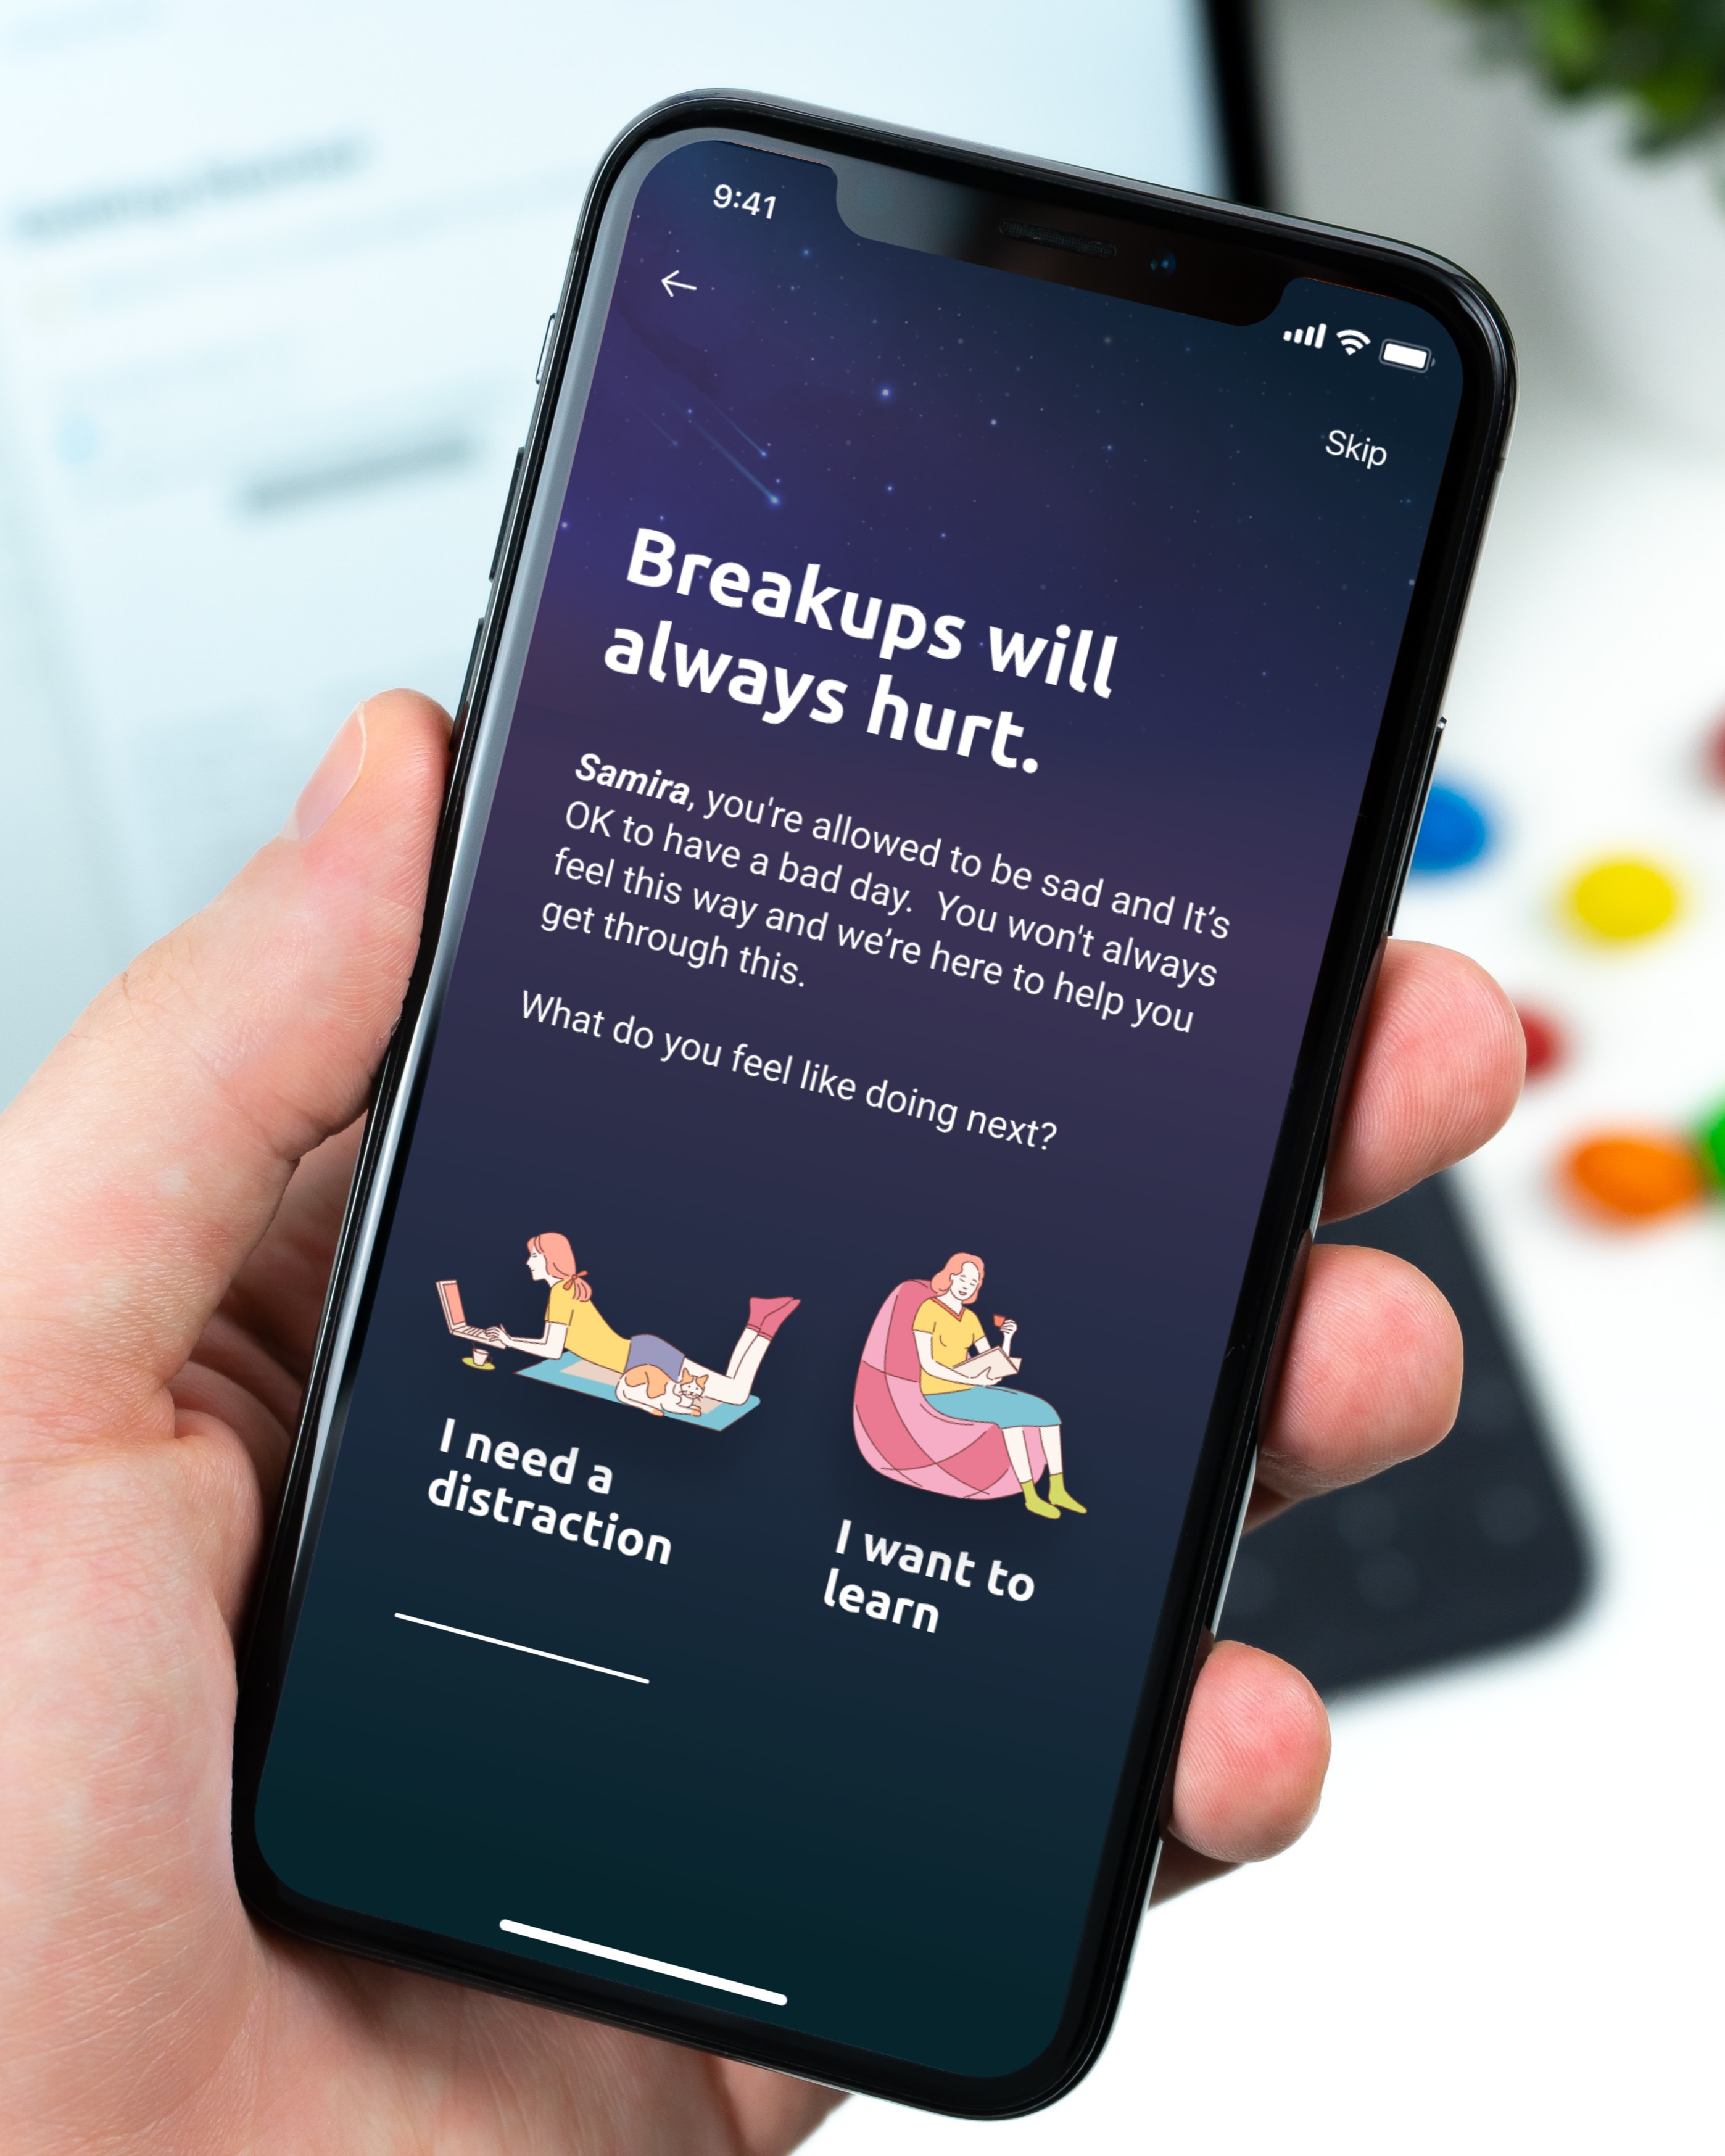 9:41
Skip
Breakups will
always hurt.
Samira, you're allowed to be sad and It’s
OK to have a bad day.  You won't always
feel this way and we’re here to help you
get through this.
What do you feel like doing next?
I need a
distraction
I want to
learn